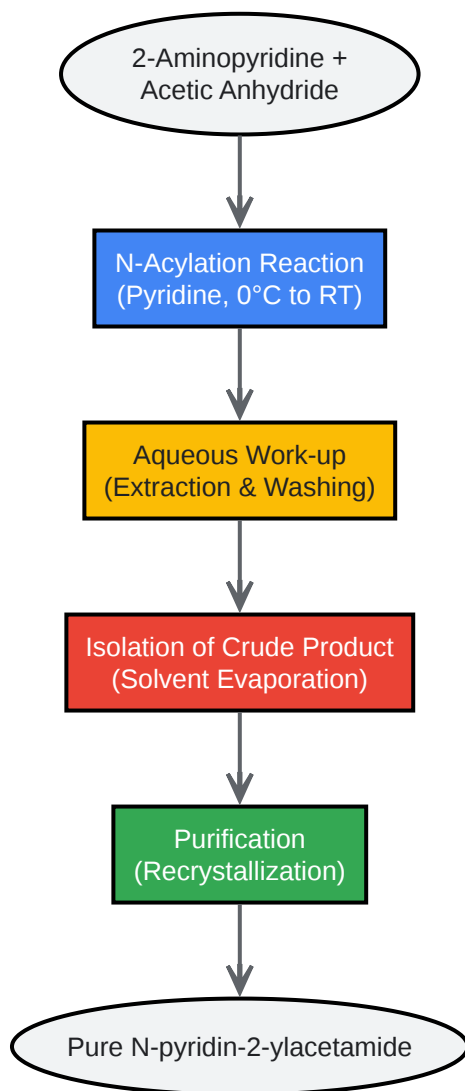 2-Aminopyridine +
Acetic Anhydride
N-Acylation Reaction
(Pyridine, 0°C to RT)
Aqueous Work-up
(Extraction & Washing)
Isolation of Crude Product
(Solvent Evaporation)
Purification
(Recrystallization)
Pure N-pyridin-2-ylacetamide